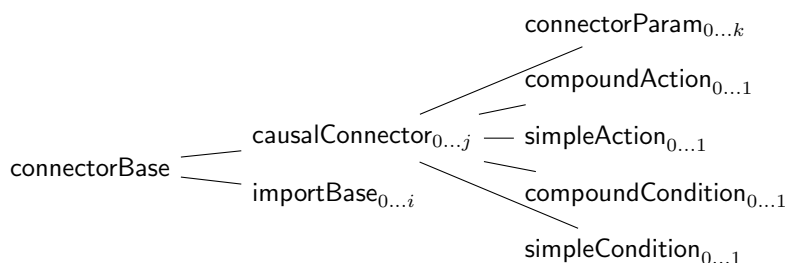 connectorParam₀…ₖ
compoundAction₀…₁
causalConnector₀…ⱼ
simpleAction₀…₁
connectorBase
importBase₀…ᵢ
compoundCondition₀…₁
simpleCondition₀…₁